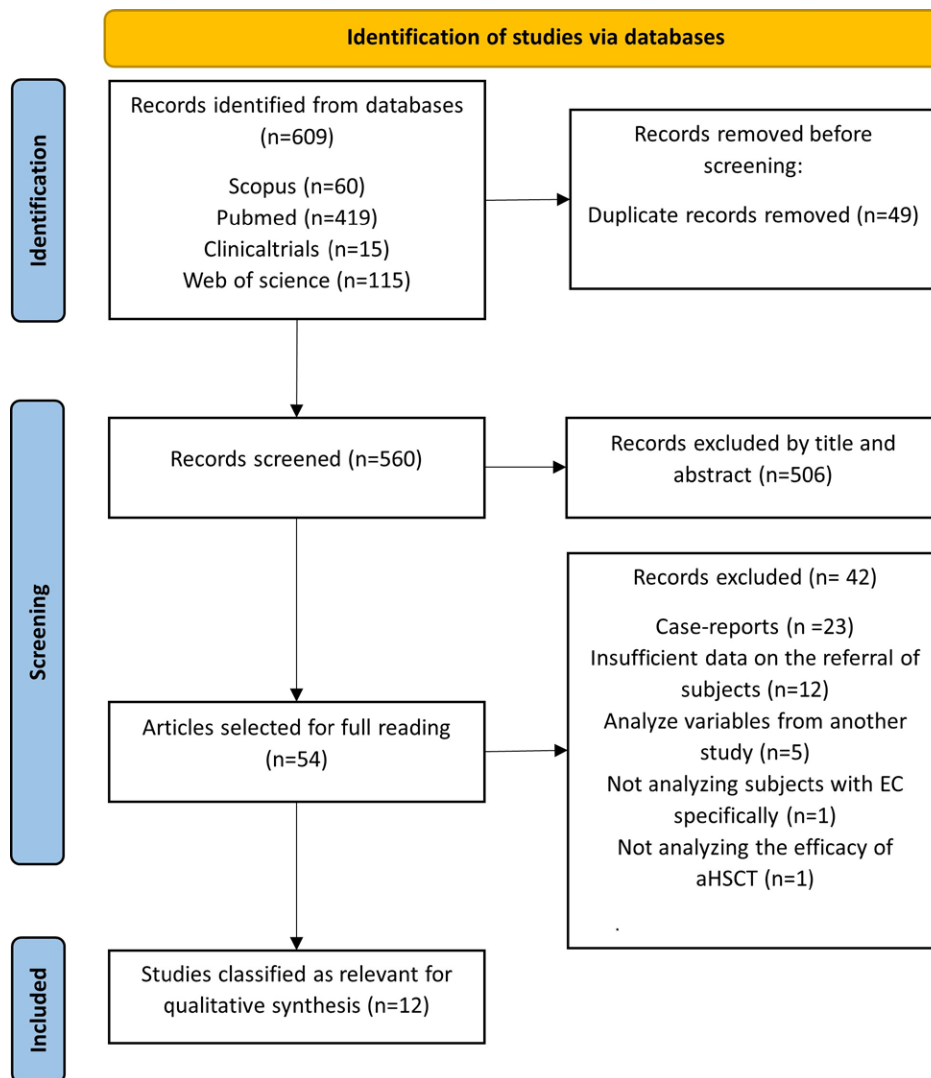 Identification of studies via databases
Identification
Records identified from databases
(n=609)
Scopus (n=60)
Pubmed (n=419)
Clinicaltrials (n=15)
Web of science (n=115)
Records removed before
screening:
Duplicate records removed (n=49)
Screening
Records screened (n=560)
Records excluded by title and
abstract (n=506)
Articles selected for full reading
(n=54)
Records excluded (n= 42)
Case-reports (n =23)
Insufficient data on the referral of
subjects (n=12)
Analyze variables from another
study (n=5)
Not analyzing subjects with EC
specifically (n=1)
Not analyzing the efficacy of
aHSCT (n=1)
.
Included
Studies classified as relevant for
qualitative synthesis (n=12)